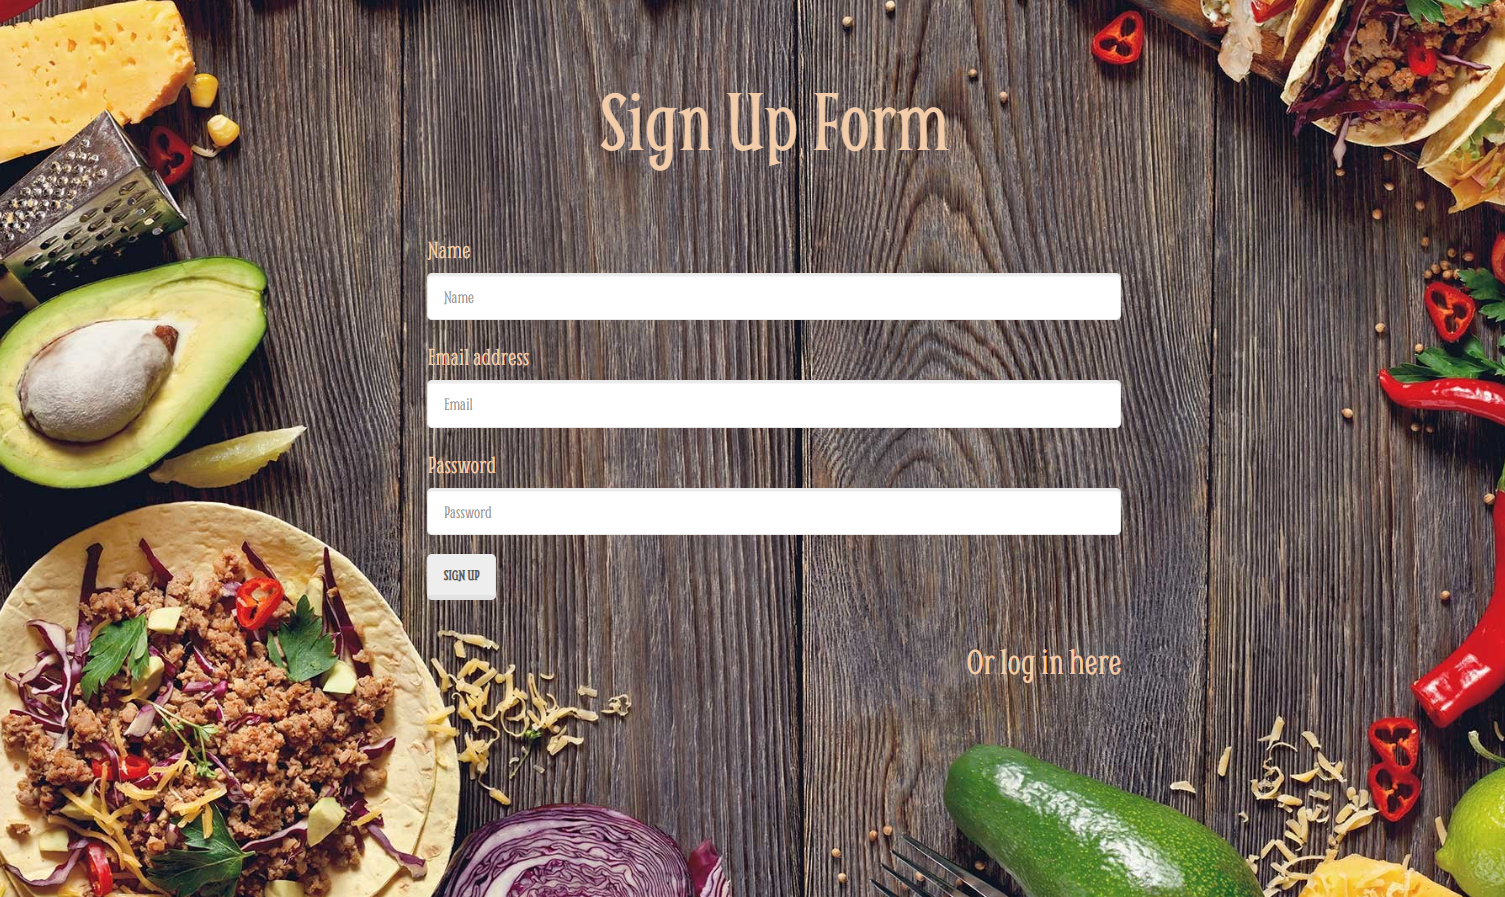 Sign Up Form
Name
Name
Email address
Email
Password
Password
SIGN UP
Or log in here